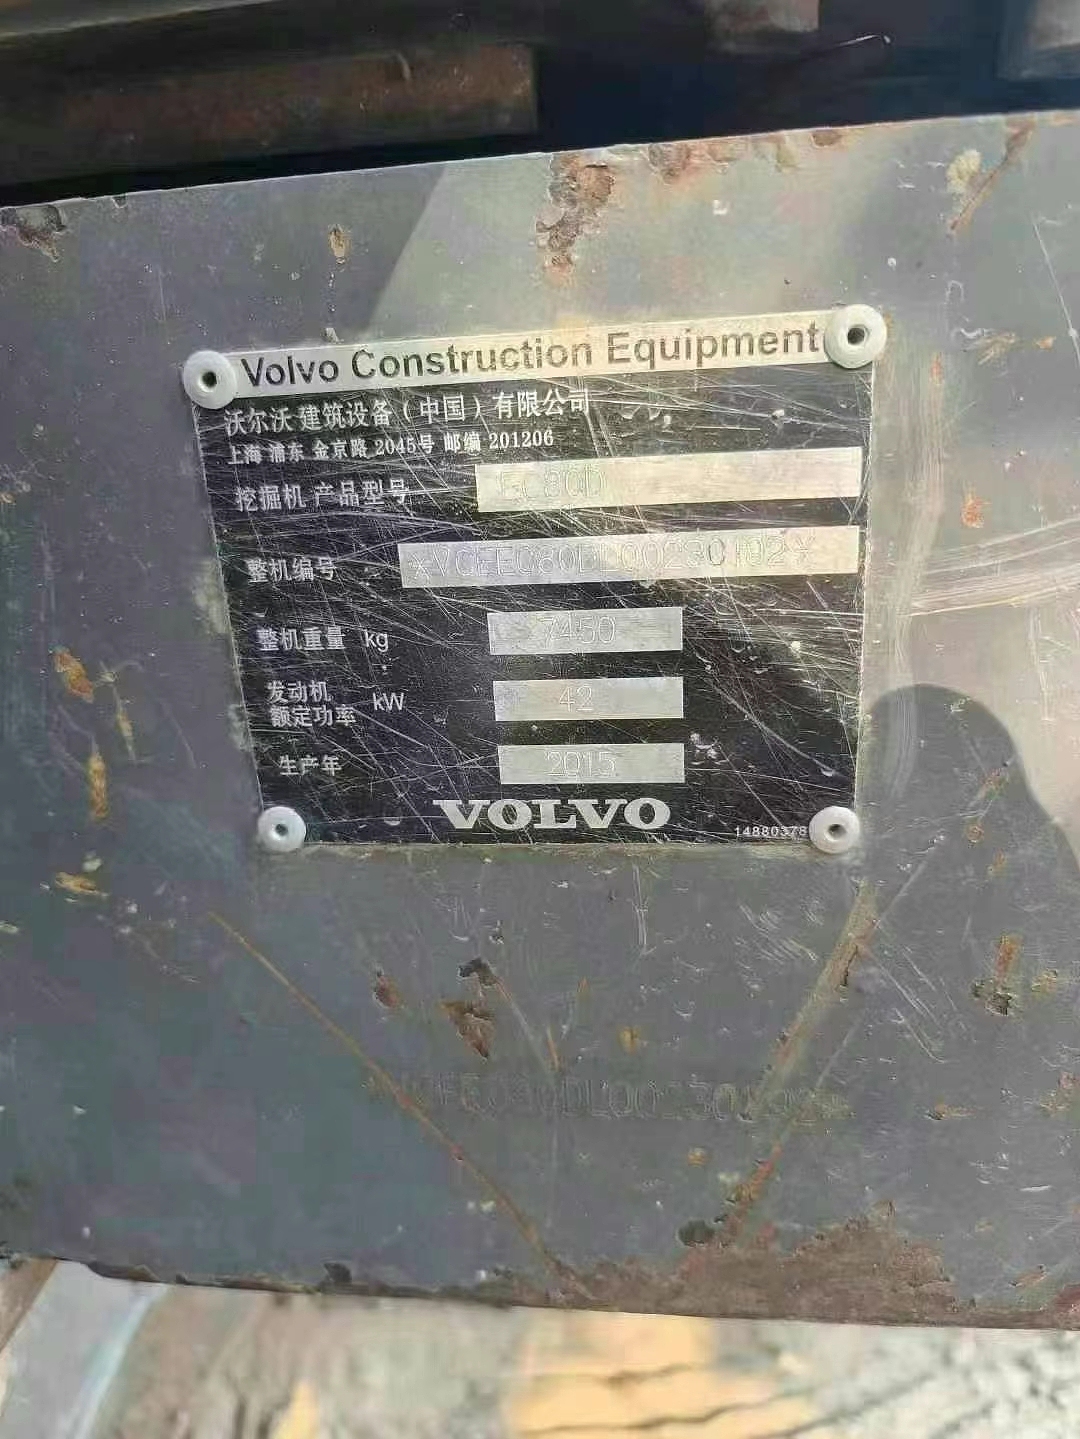 Volvo Construction Equipment
沃尔沃 建筑设备（中国）有限公司
上海 浦东 金京路 2045号 邮编 201206
挖掘机 产品型号 EC80D
整机编号 *VCEEC80DL00230102*
整机重量 kg 7450
发动机
额定功率 kW 42
生产年 2015
VOLVO
14880378